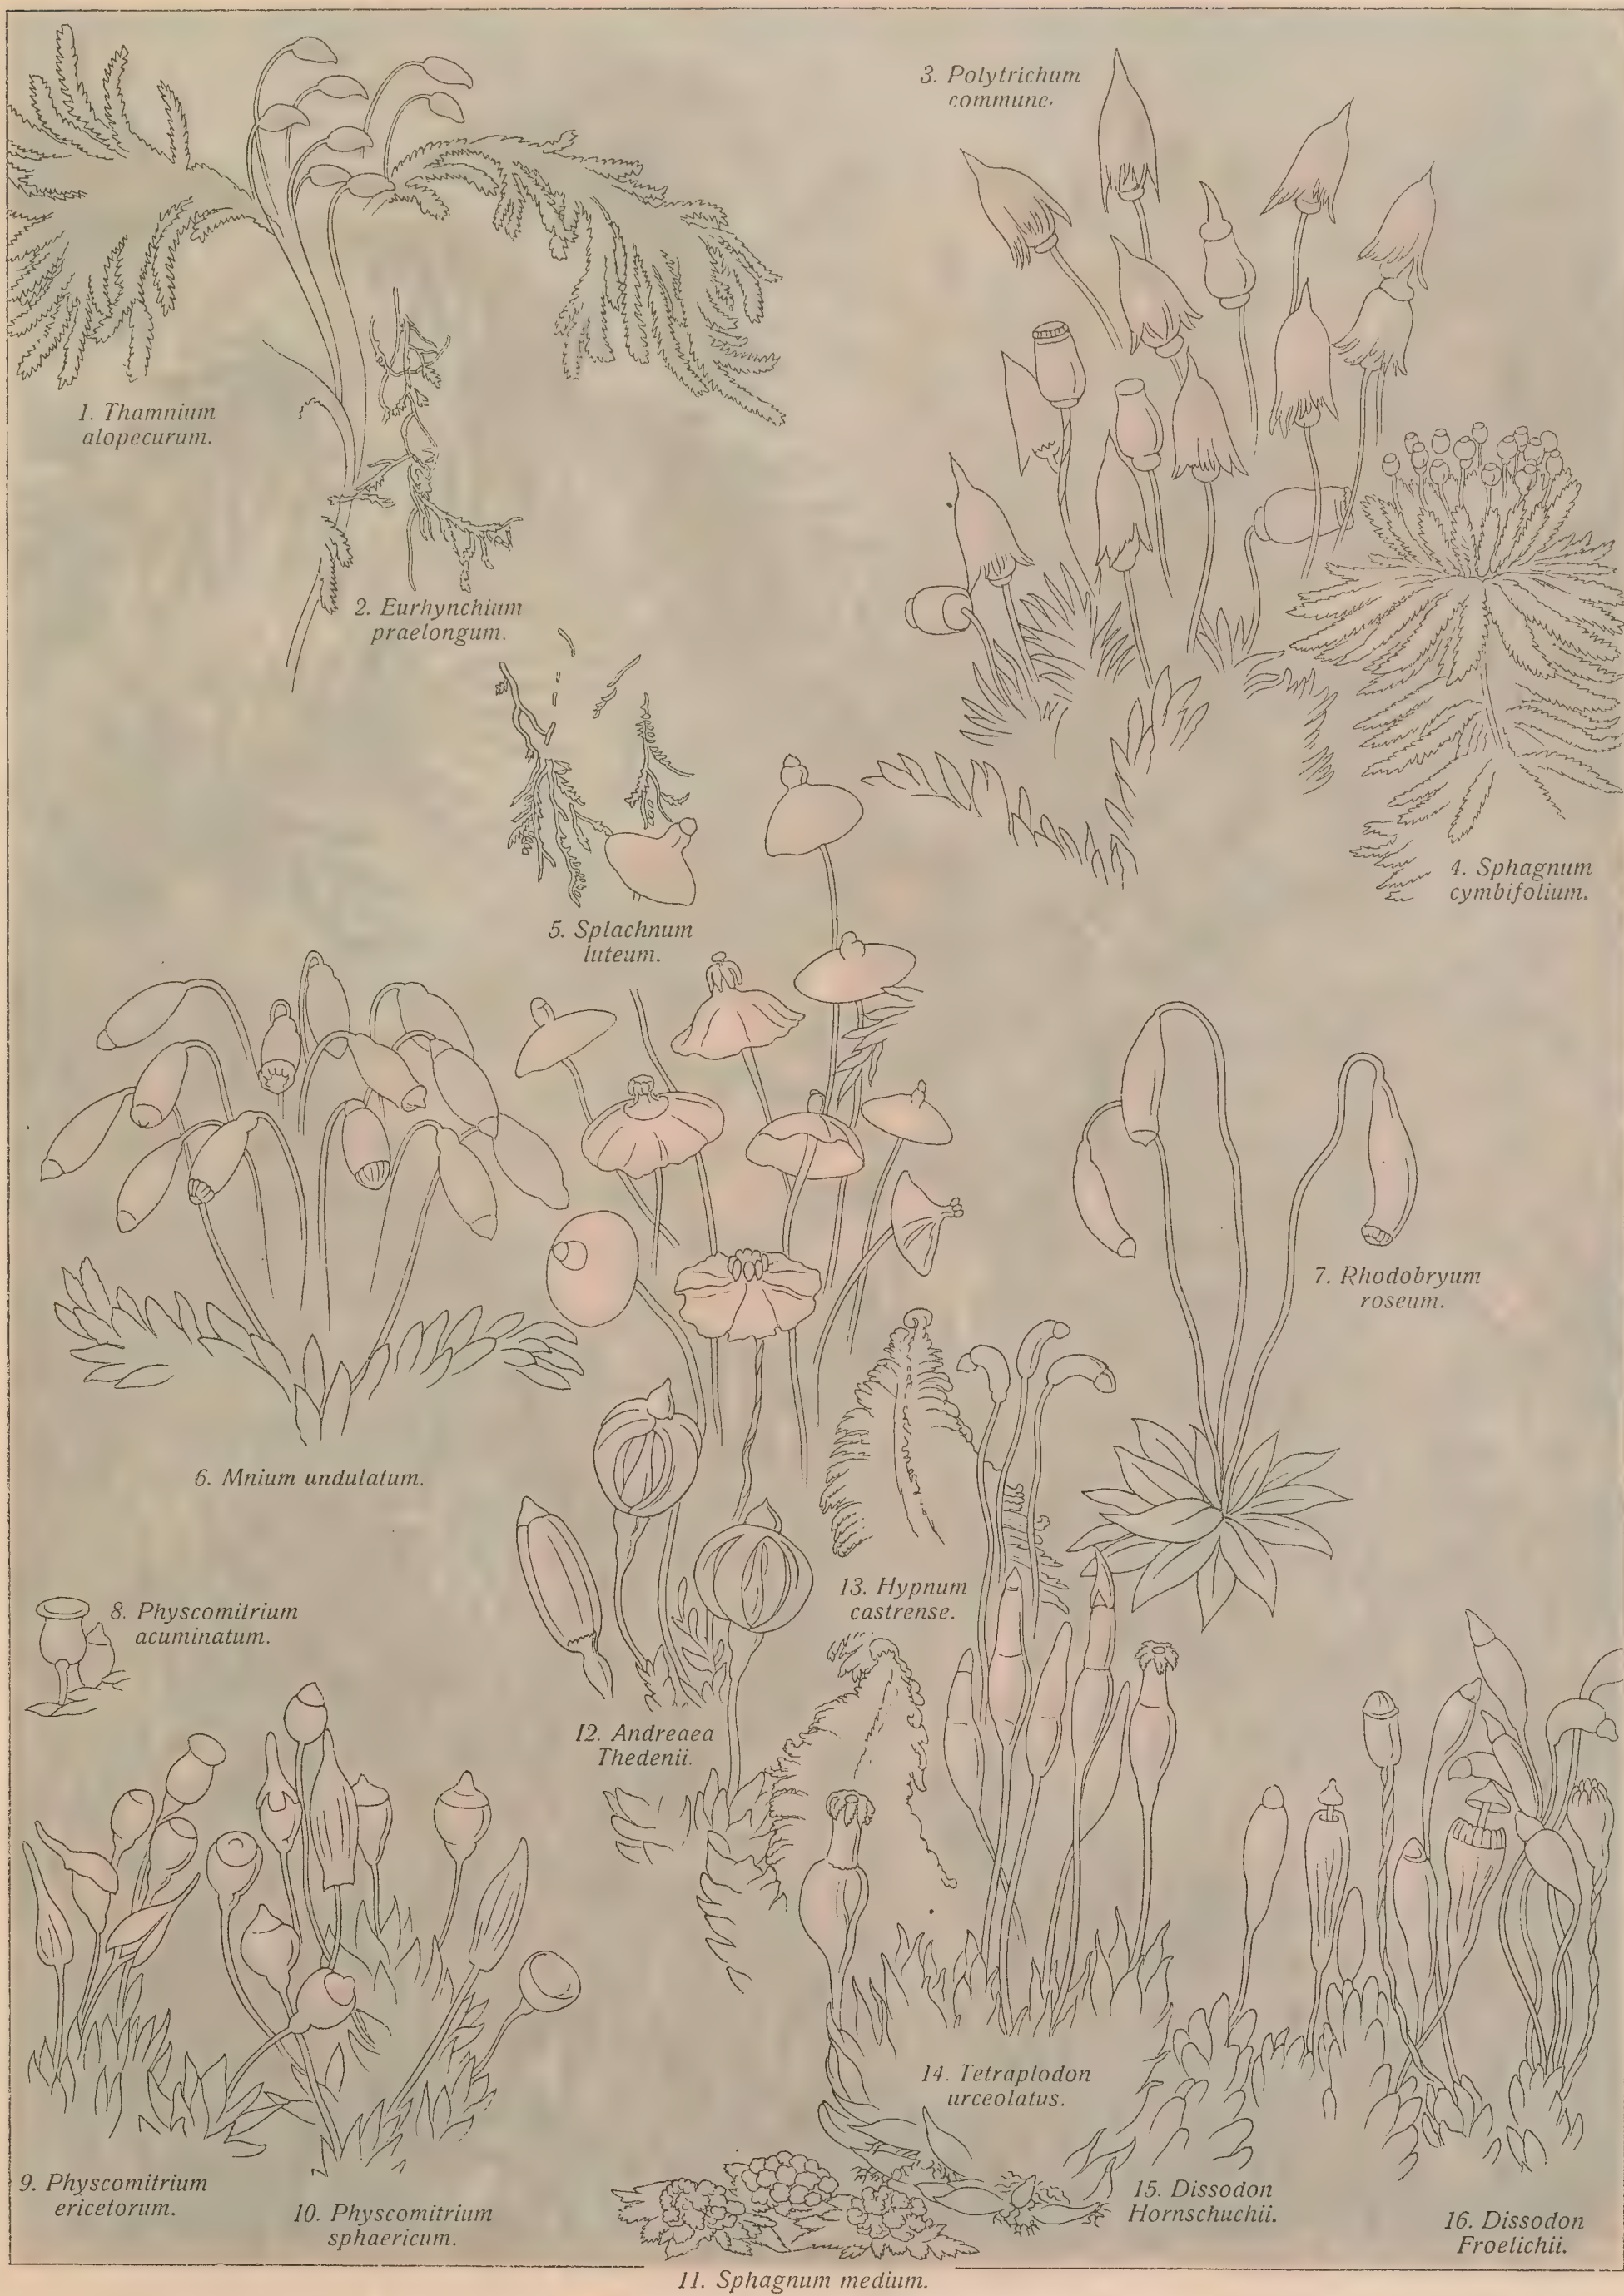 1. Thamnium
alopecurum.
2. Eurhynchium
praelongum.
3. Polytrichum
commune.
4. Sphagnum
cymbifolium.
5. Splachnum
luteum.
6. Mnium undulatum.
7. Rhodobryum
roseum.
8. Physcomitrium
acuminatum.
9. Physcomitrium
ericetorum.
10. Physcomitrium
sphaericum.
11. Sphagnum medium.
12. Andreaea
Thedenii.
13. Hypnum
castrense.
14. Tetraplodon
urceolatus.
15. Dissodon
Hornschuchii.
16. Dissodon
Froelichii.